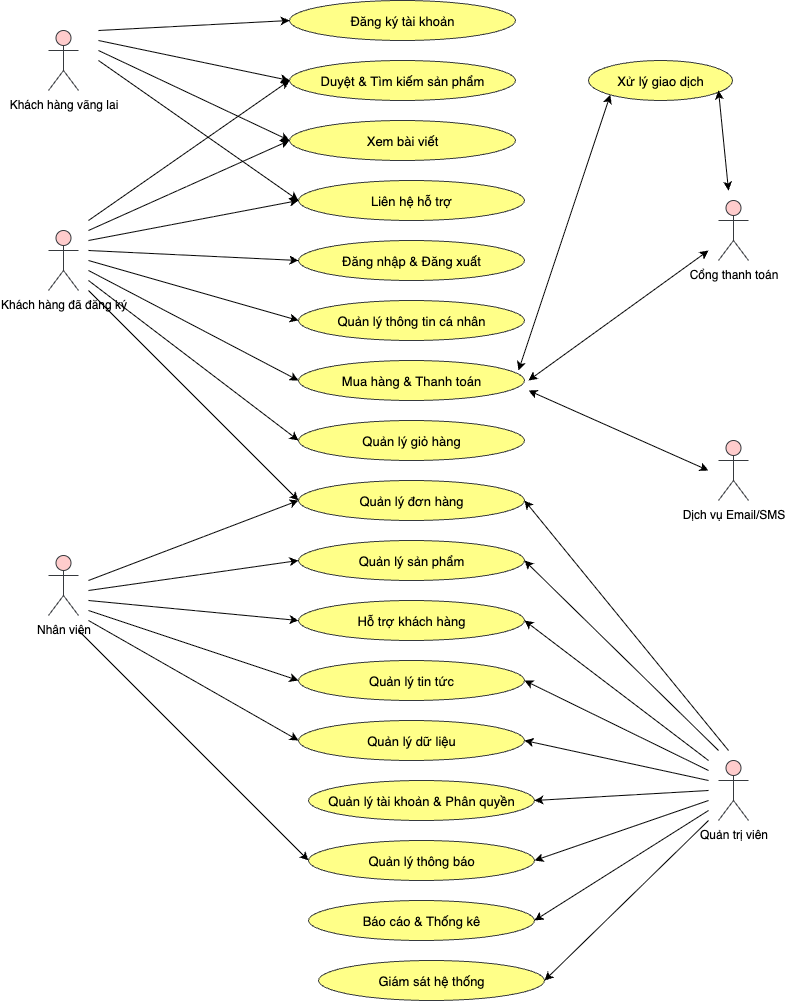 Đăng ký tài khoản
Duyệt & Tìm kiếm sản phẩm
Xử lý giao dịch
Khách hàng vãng lai
Xem bài viết
Liên hệ hỗ trợ
Đăng nhập & Đăng xuất
Cổng thanh toán
Khách hàng đã đăng ký
Quản lý thông tin cá nhân
Mua hàng & Thanh toán
Quản lý giỏ hàng
Quản lý đơn hàng
Dịch vụ Email/SMS
Quản lý sản phẩm
Hỗ trợ khách hàng
Nhân viên
Quản lý tin tức
Quản lý dữ liệu
Quản lý tài khoản & Phân quyền
Quản trị viên
Quản lý thông báo
Báo cáo & Thống kê
Giám sát hệ thống